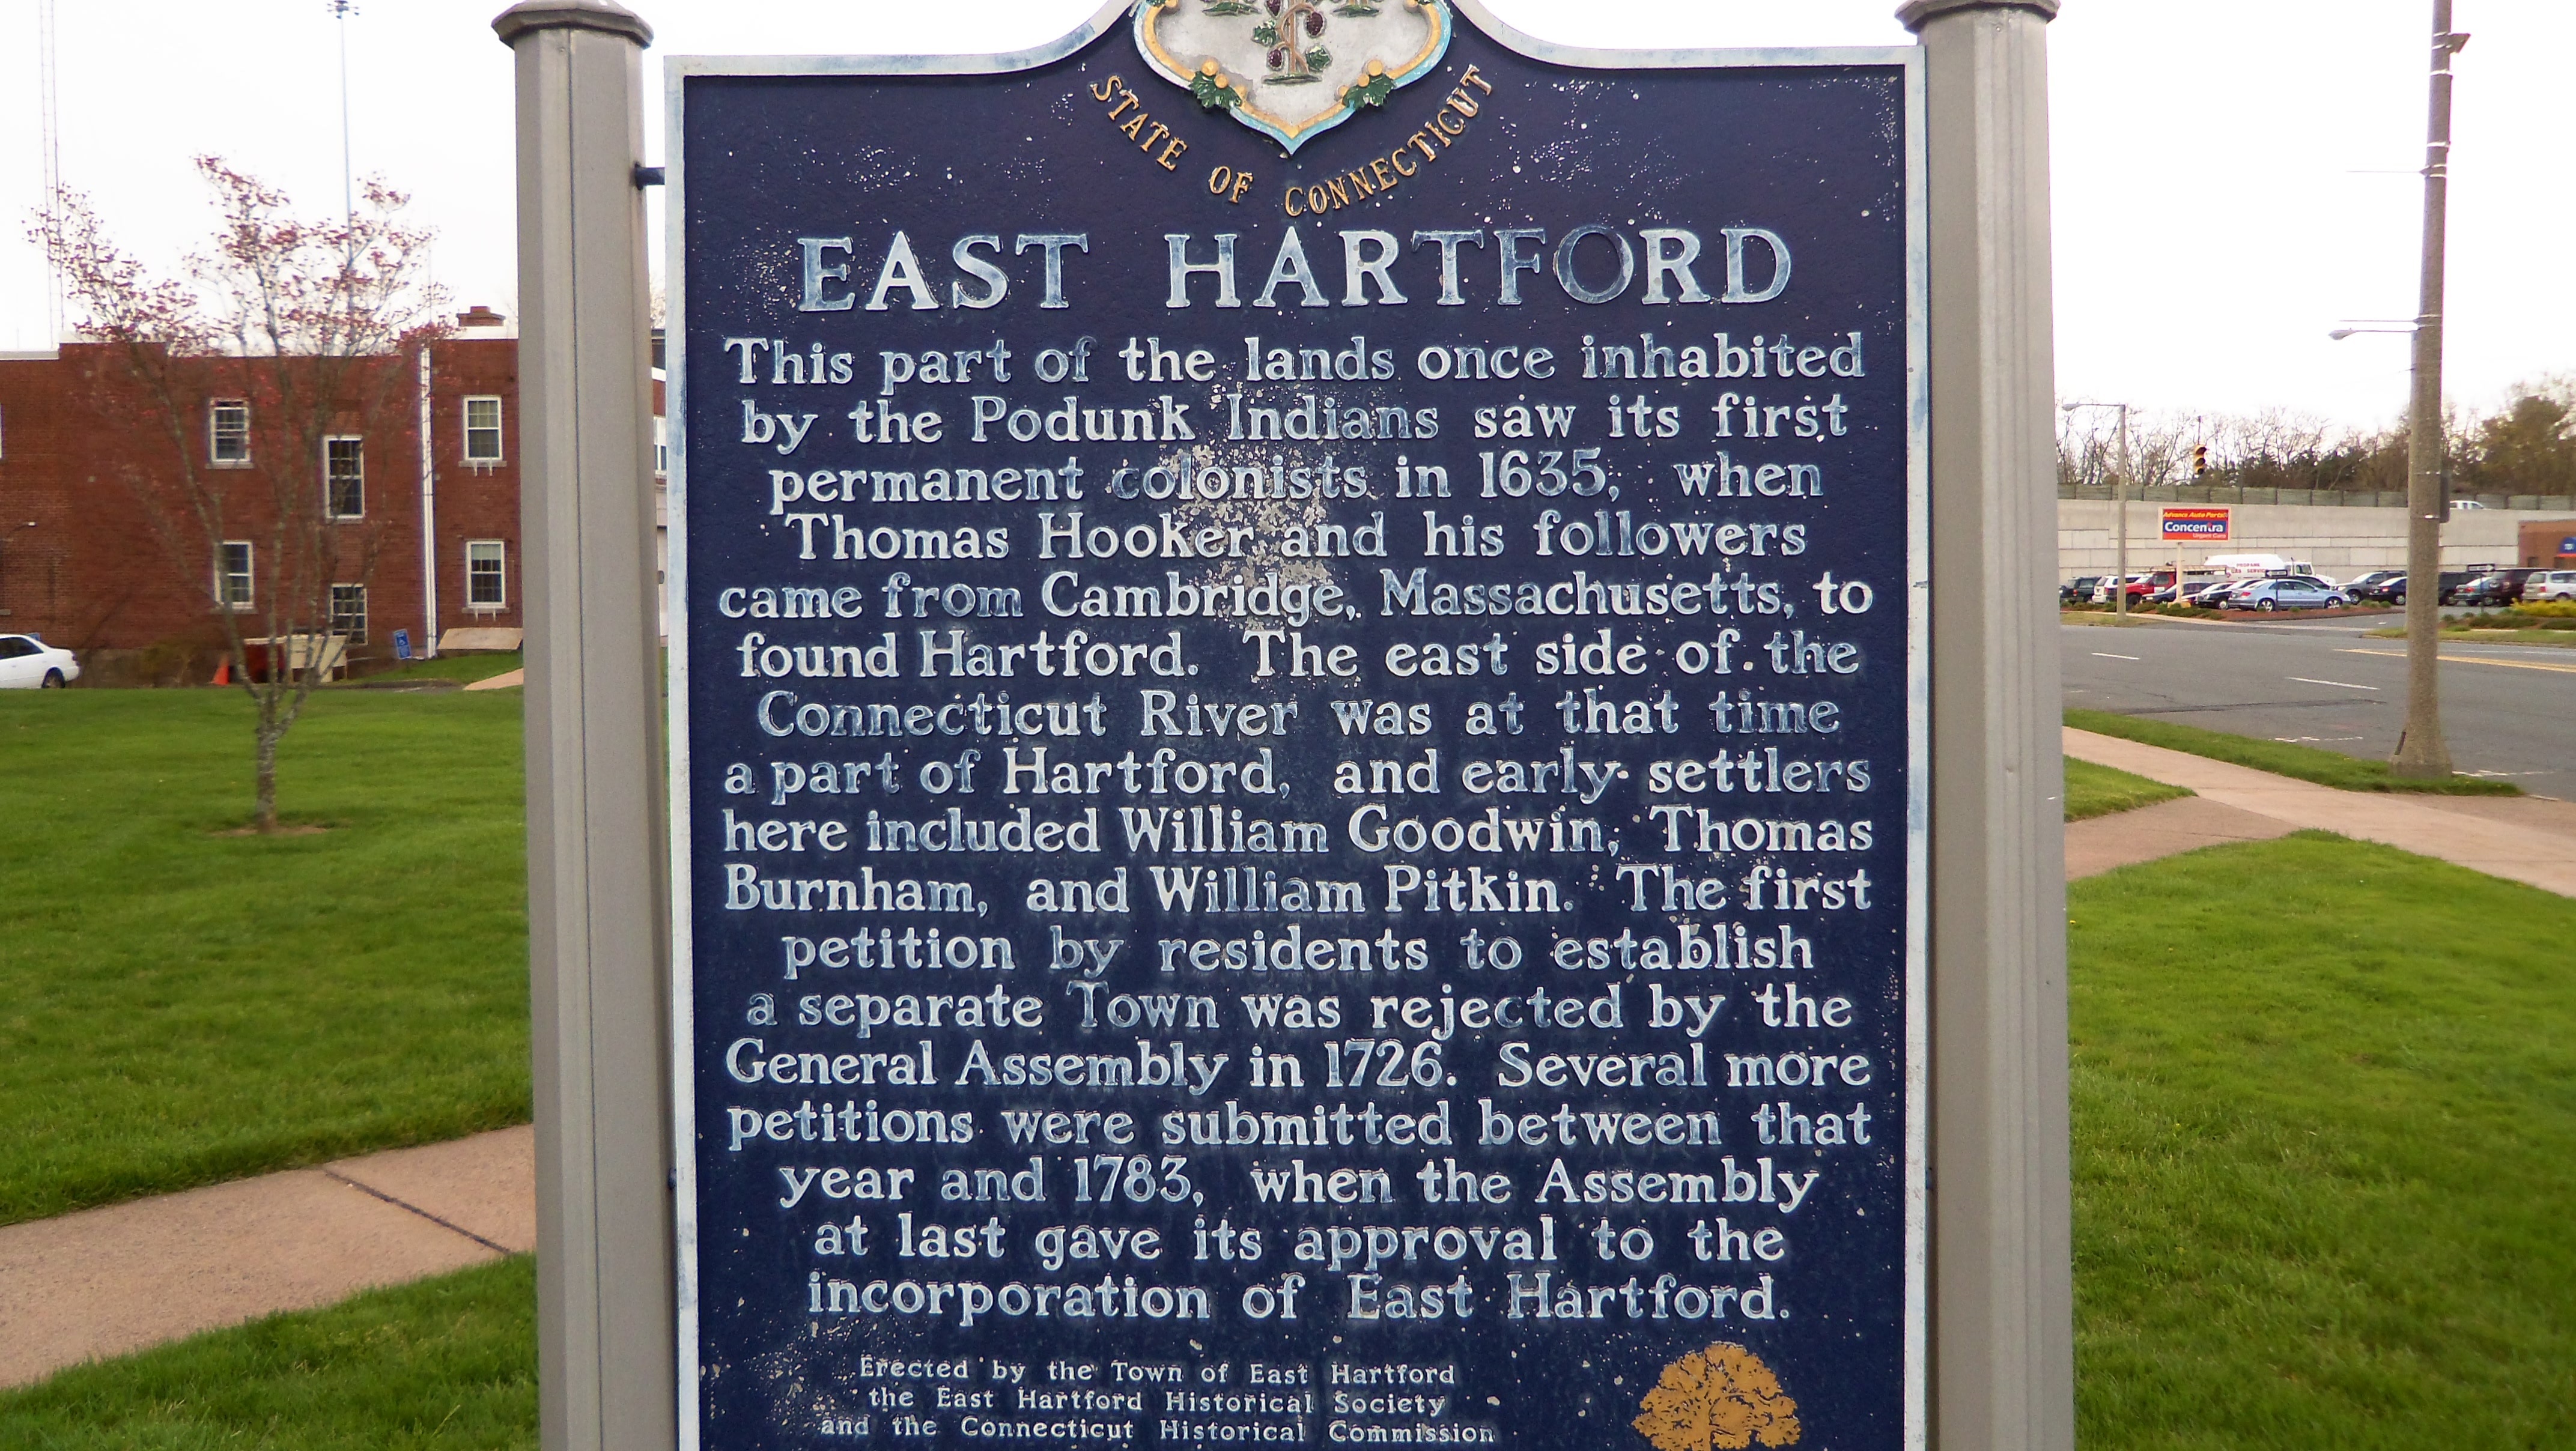 STATE OF CONNECTICUT
EAST HARTFORD
This part of the lands once inhabited
by the Podunk Indians saw its first
permanent colonists in 1635, when
Thomas Hooker and his followers
came from Cambridge, Massachusetts, to
found Hartford. The east side of the
Connecticut River was at that time
a part of Hartford, and early settlers
here included William Goodwin, Thomas
Burnham, and William Pitkin. The first
petition by residents to establish
a separate Town was rejected by the
General Assembly in 1726. Several more
petitions were submitted between that
year and 1783, when the Assembly
at last gave its approval to the
incorporation of East Hartford.
Erected by the Town of East Hartford
the East Hartford Historical Society
and the Connecticut Historical Commission
Advance Auto Parts
Concentra
Urgent Care